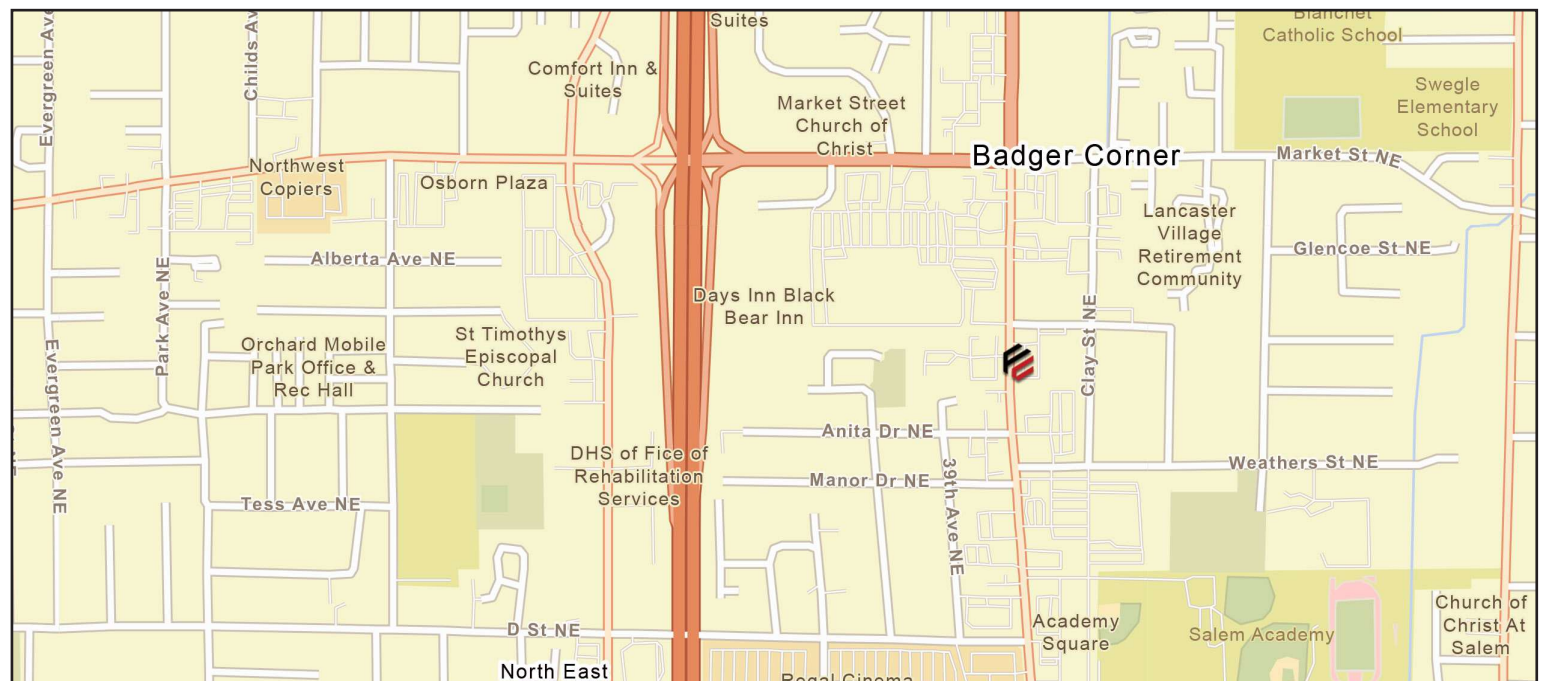 Evergreen Ave
Childs Av
Suites
Blanchet
Catholic School
Comfort Inn &
Suites
Market Street
Church of
Christ
Swegle
Elementary
School
Badger Corner
Market St NE
Northwest
Copiers
Osborn Plaza
Lancaster
Village
Retirement
Community
Glencoe St NE
Alberta Ave NE
Park Ave NE
Days Inn Black
Bear Inn
Clay St NE
Orchard Mobile
Park Office &
Rec Hall
St Timothys
Episcopal
Church
Evergreen Ave NE
Anita Dr NE
DHS of Fice of
Rehabilitation
Services
Manor Dr NE
39th Ave NE
Weathers St NE
Tess Ave NE
D St NE
North East
Academy
Square
Salem Academy
Church of
Christ At
Salem
Regal Cinema